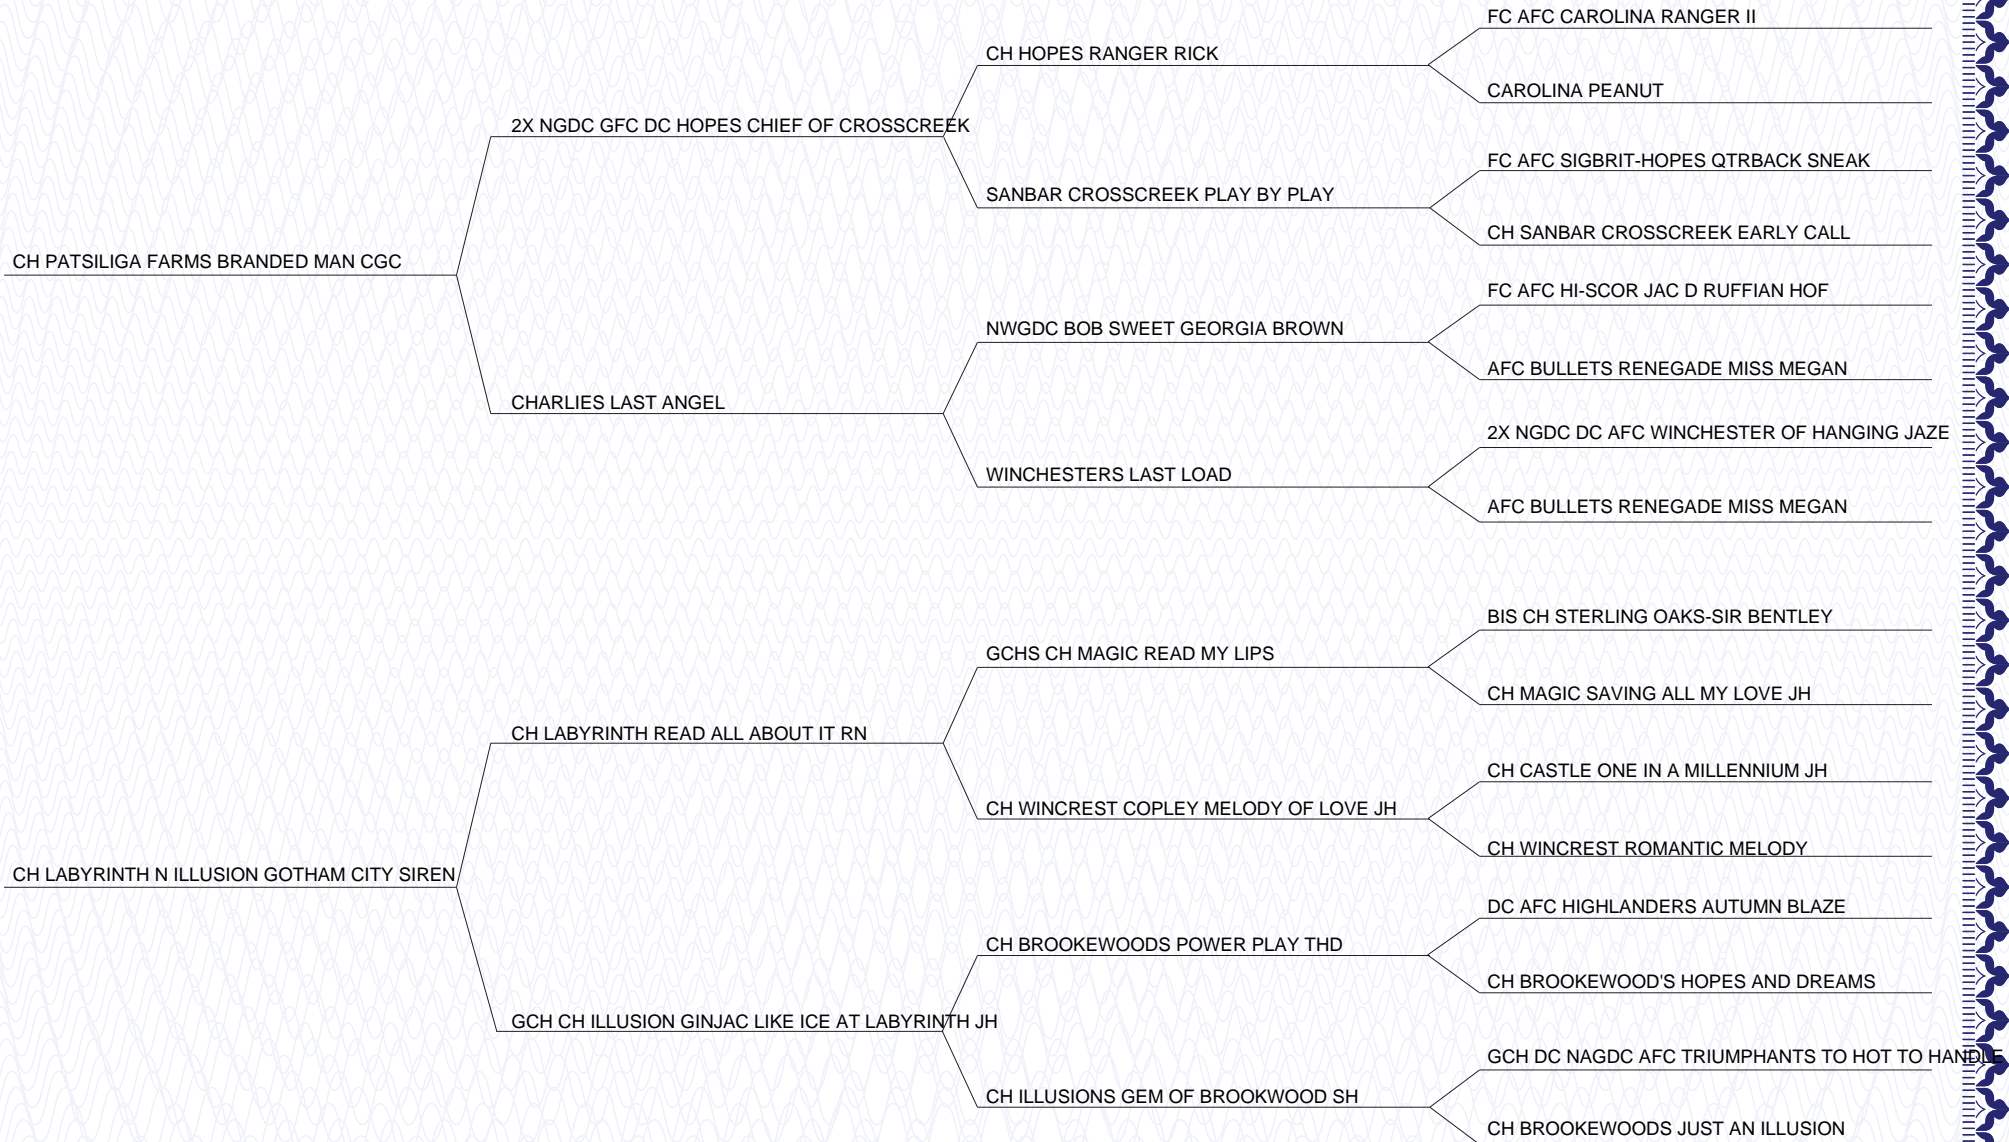 FC AFC CAROLINA RANGER II
CH HOPES RANGER RICK
CAROLINA PEANUT
2X NGDC GFC DC HOPES CHIEF OF CROSSCREEK
FC AFC SIGBRIT-HOPES QTRBACK SNEAK
SANBAR CROSSCREEK PLAY BY PLAY
CH SANBAR CROSSCREEK EARLY CALL
CH PATSILIGA FARMS BRANDED MAN CGC
FC AFC HI-SCOR JAC D RUFFIAN HOF
NWGDC BOB SWEET GEORGIA BROWN
AFC BULLETS RENEGADE MISS MEGAN
CHARLIES LAST ANGEL
2X NGDC DC AFC WINCHESTER OF HANGING JAZE
WINCHESTERS LAST LOAD
AFC BULLETS RENEGADE MISS MEGAN
BIS CH STERLING OAKS-SIR BENTLEY
GCHS CH MAGIC READ MY LIPS
CH MAGIC SAVING ALL MY LOVE JH
CH LABYRINTH READ ALL ABOUT IT RN
CH CASTLE ONE IN A MILLENNIUM JH
CH WINCREST COPLEY MELODY OF LOVE JH
CH WINCREST ROMANTIC MELODY
CH LABYRINTH N ILLUSION GOTHAM CITY SIREN
DC AFC HIGHLANDERS AUTUMN BLAZE
CH BROOKEWOODS POWER PLAY THD
CH BROOKEWOOD'S HOPES AND DREAMS
GCH CH ILLUSION GINJAC LIKE ICE AT LABYRINTH JH
GCH DC NAGDC AFC TRIUMPHANTS TO HOT TO HANDLE
CH ILLUSIONS GEM OF BROOKWOOD SH
CH BROOKEWOODS JUST AN ILLUSION